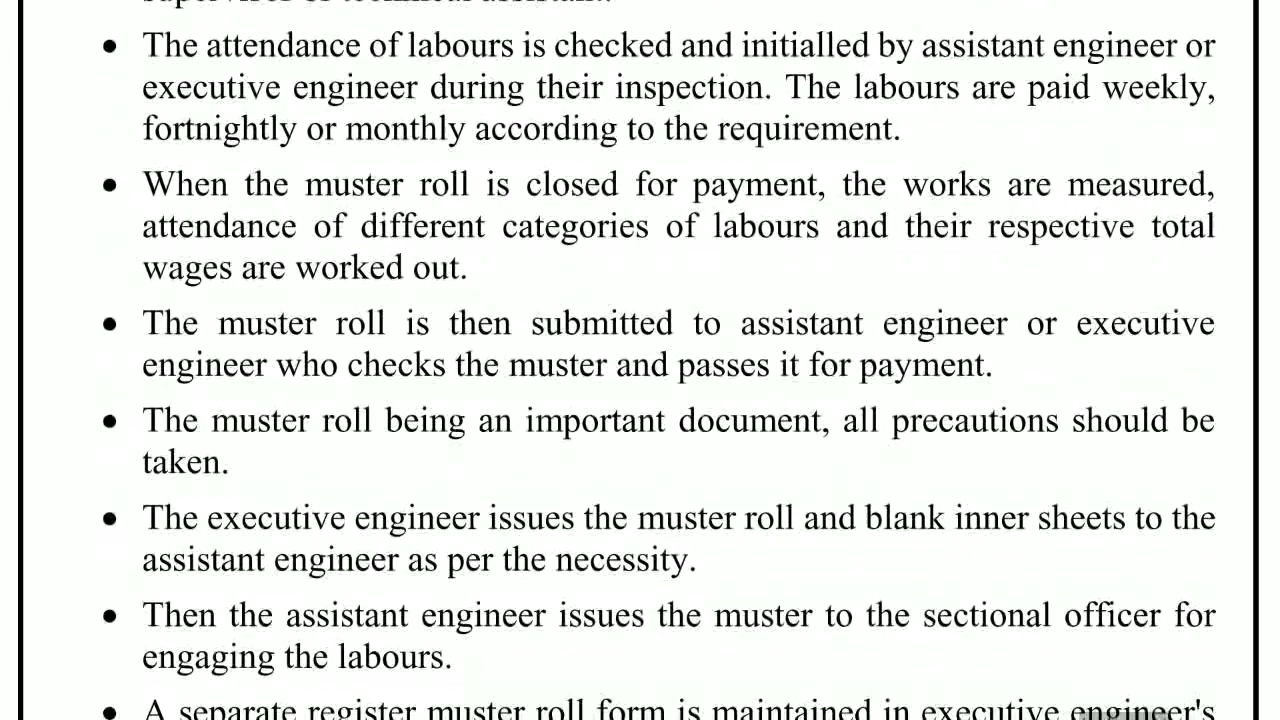 supervisor or technical assistant.
• The attendance of labours is checked and initialled by assistant engineer or
executive engineer during their inspection. The labours are paid weekly,
fortnightly or monthly according to the requirement.
• When the muster roll is closed for payment, the works are measured,
attendance of different categories of labours and their respective total
wages are worked out.
• The muster roll is then submitted to assistant engineer or executive
engineer who checks the muster and passes it for payment.
• The muster roll being an important document, all precautions should be
taken.
• The executive engineer issues the muster roll and blank inner sheets to the
assistant engineer as per the necessity.
• Then the assistant engineer issues the muster to the sectional officer for
engaging the labours.
• A separate register muster roll form is maintained in executive engineer's